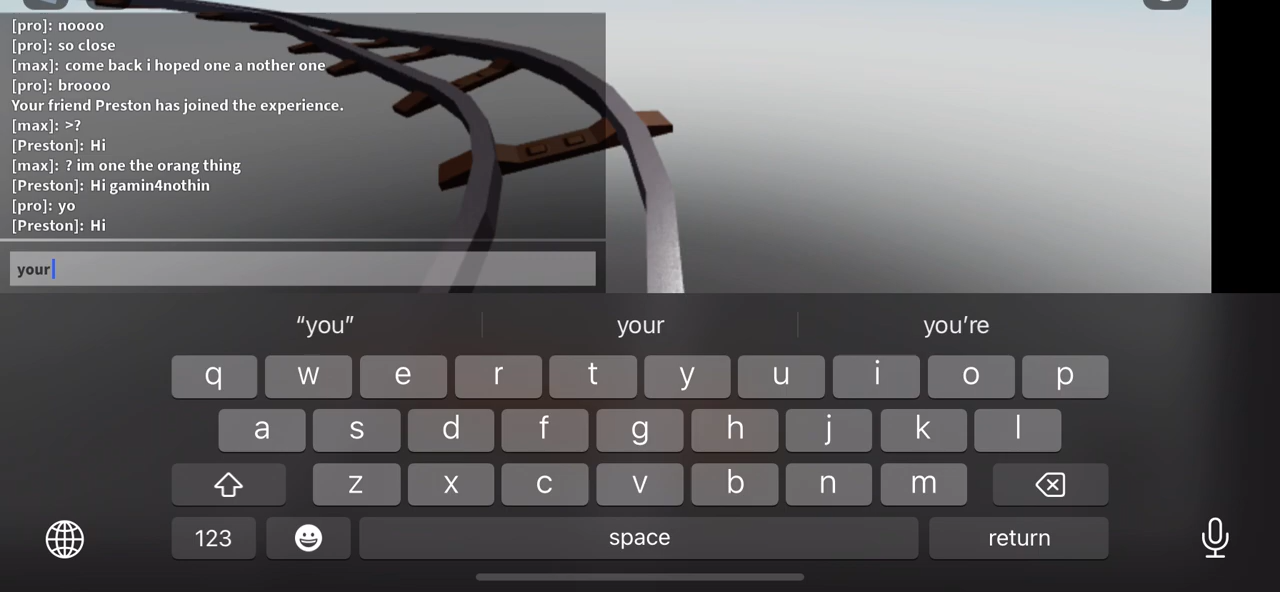 [pro]: noooo
[pro]: so close
[max]: come back i hoped one a nother one
[pro]: broooo
Your friend Preston has joined the experience.
[max]: >?
[Preston]: Hi
[max]: ? im one the orang thing
[Preston]: Hi gamin4nothin
[pro]: yo
[Preston]: Hi
your
“you” your you’re
q w e r t y u i o p
a s d f g h j k l
z x c v b n m
123 space return